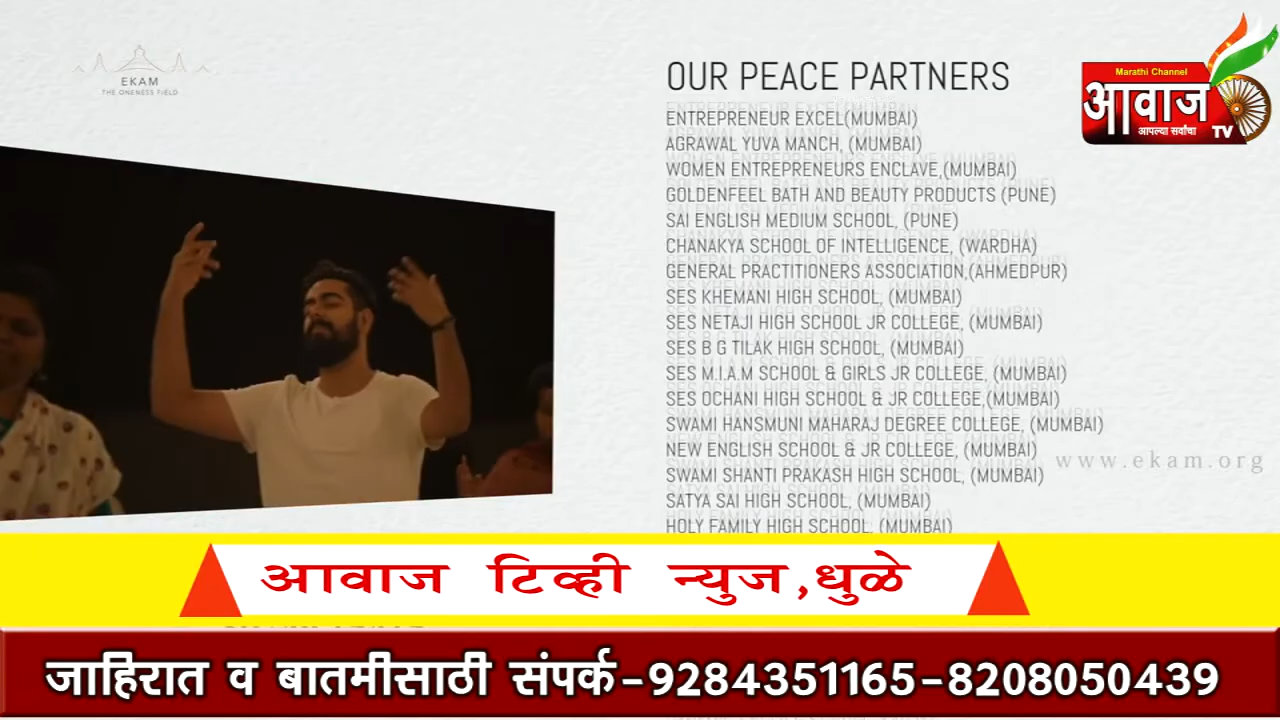 EKAM
THE ONENESS FIELD
OUR PEACE PARTNERS
ENTREPRENEUR EXCEL(MUMBAI)
AGRAWAL YUVA MANCH, (MUMBAI)
WOMEN ENTREPRENEURS ENCLAVE,(MUMBAI)
GOLDENFEEL BATH AND BEAUTY PRODUCTS (PUNE)
SAI ENGLISH MEDIUM SCHOOL, (PUNE)
CHANAKYA SCHOOL OF INTELLIGENCE, (WARDHA)
GENERAL PRACTITIONERS ASSOCIATION,(AHMEDPUR)
SES KHEMANI HIGH SCHOOL, (MUMBAI)
SES NETAJI HIGH SCHOOL JR COLLEGE, (MUMBAI)
SES B G TILAK HIGH SCHOOL, (MUMBAI)
SES M.I.A.M SCHOOL & GIRLS JR COLLEGE, (MUMBAI)
SES OCHANI HIGH SCHOOL & JR COLLEGE,(MUMBAI)
SWAMI HANSMUNI MAHARAJ DEGREE COLLEGE, (MUMBAI)
NEW ENGLISH SCHOOL & JR COLLEGE, (MUMBAI)
SWAMI SHANTI PRAKASH HIGH SCHOOL, (MUMBAI)
SATYA SAI HIGH SCHOOL, (MUMBAI)
HOLY FAMILY HIGH SCHOOL, (MUMBAI)
Marathi Channel
आवाज
आपल्या सर्वांचा TV
www.ekam.org
आवाज टिव्ही न्युज,धुळे
जाहिरात व बातमीसाठी संपर्क-9284351165-8208050439